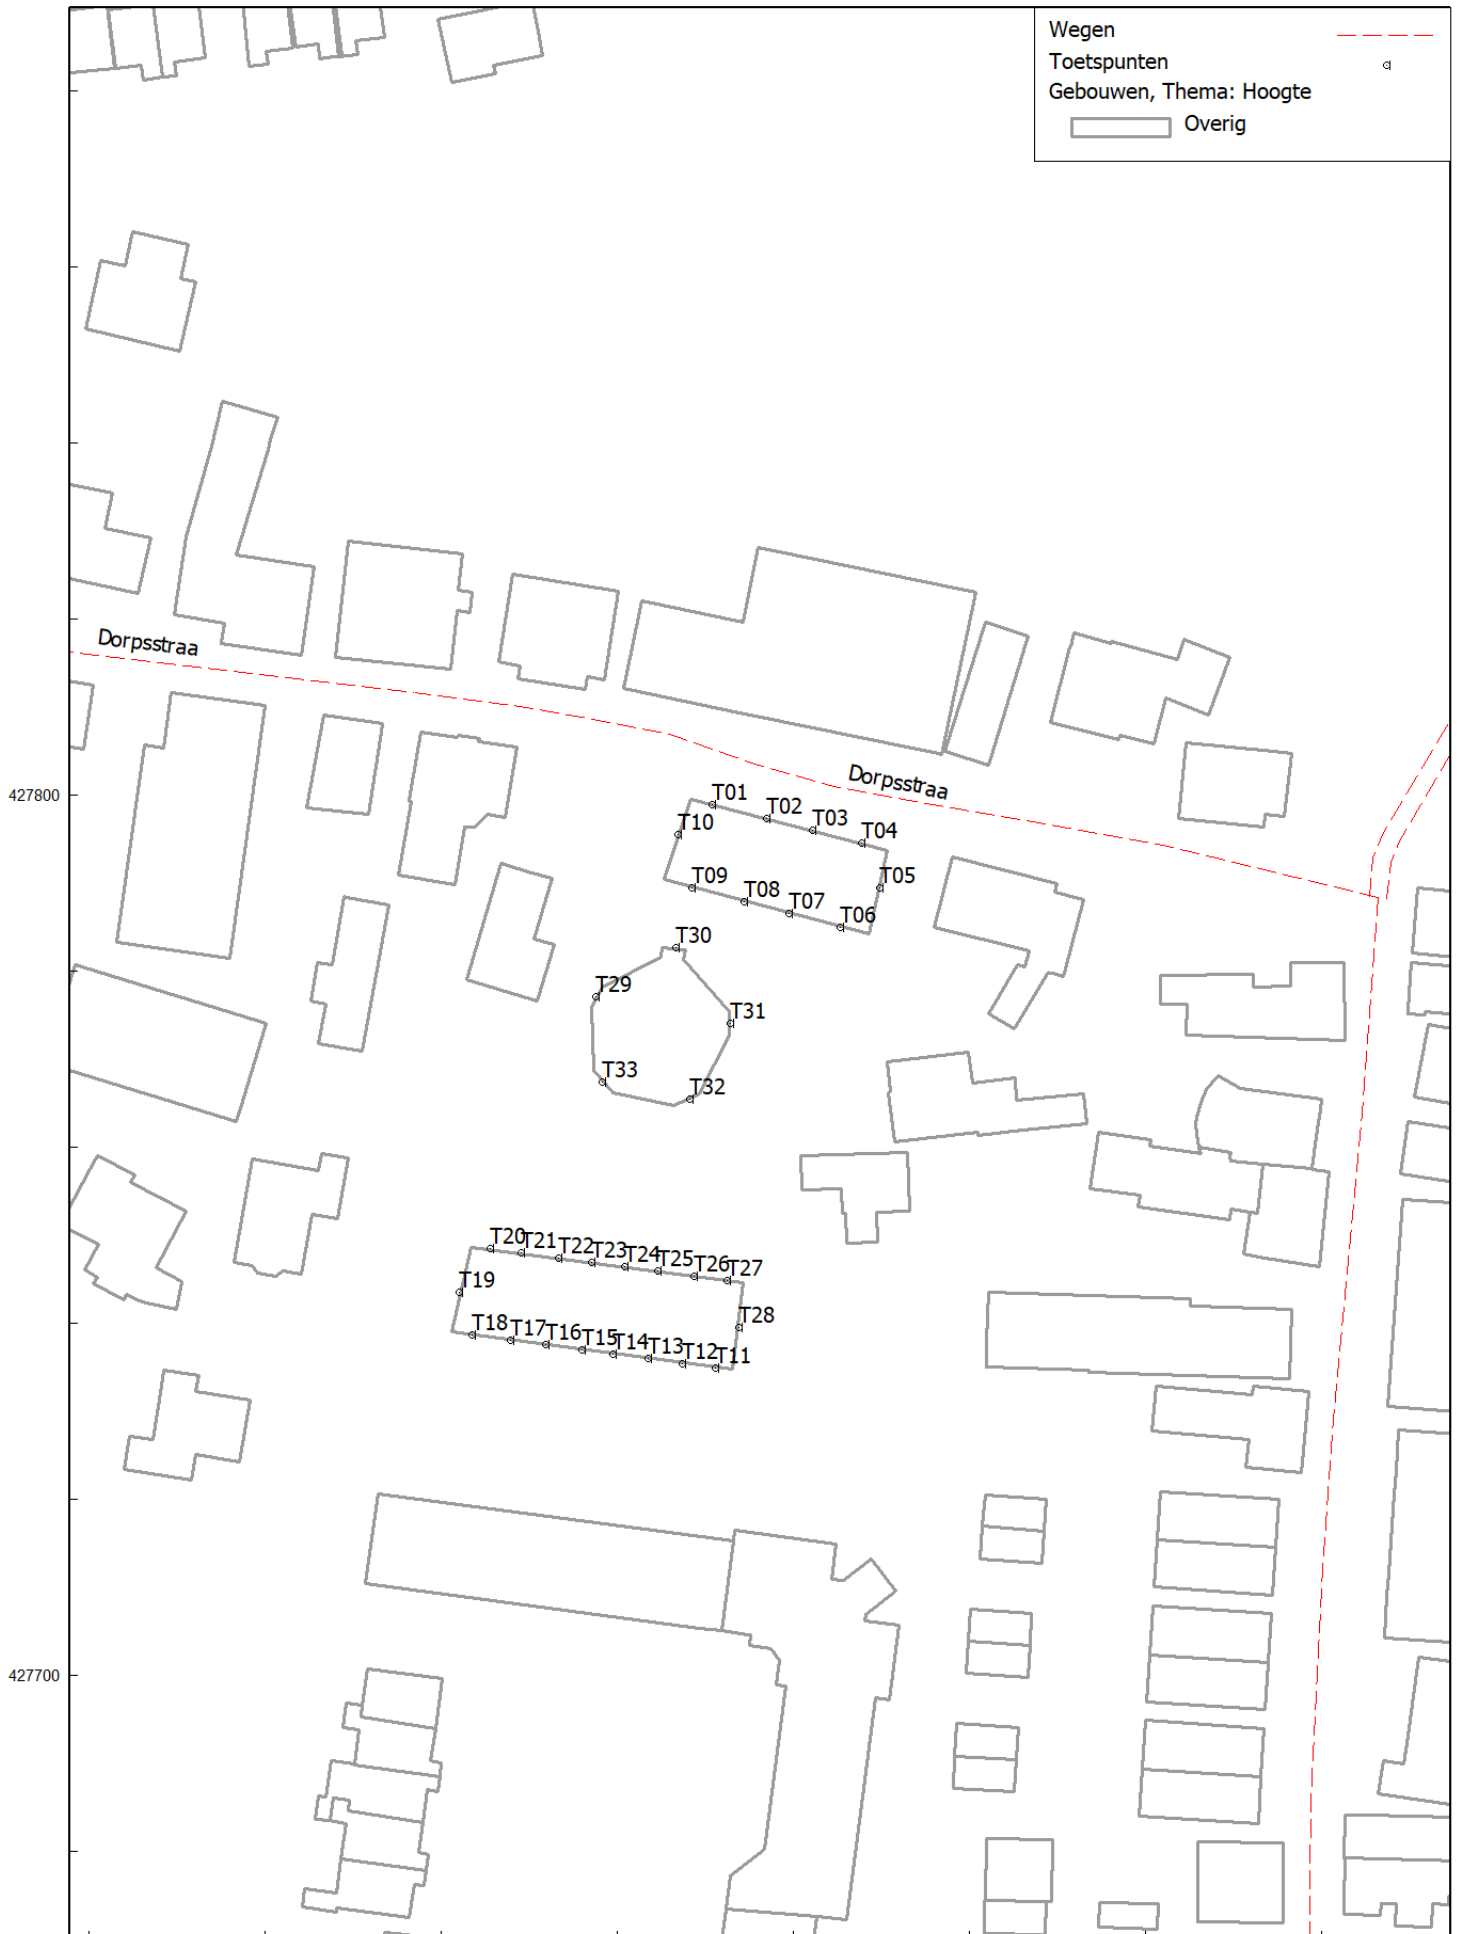 Wegen
Toetspunten
Gebouwen, Thema: Hoogte
Overig
Dorpsstraa
Dorpsstraa
427800
T01
T02
T03
T04
T10
T05
T09
T08
T07
T06
T30
T29
T31
T33
T32
T20
T21
T22
T23
T24
T25
T26
T27
T19
T28
T18
T17
T16
T15
T14
T13
T12
T11
427700